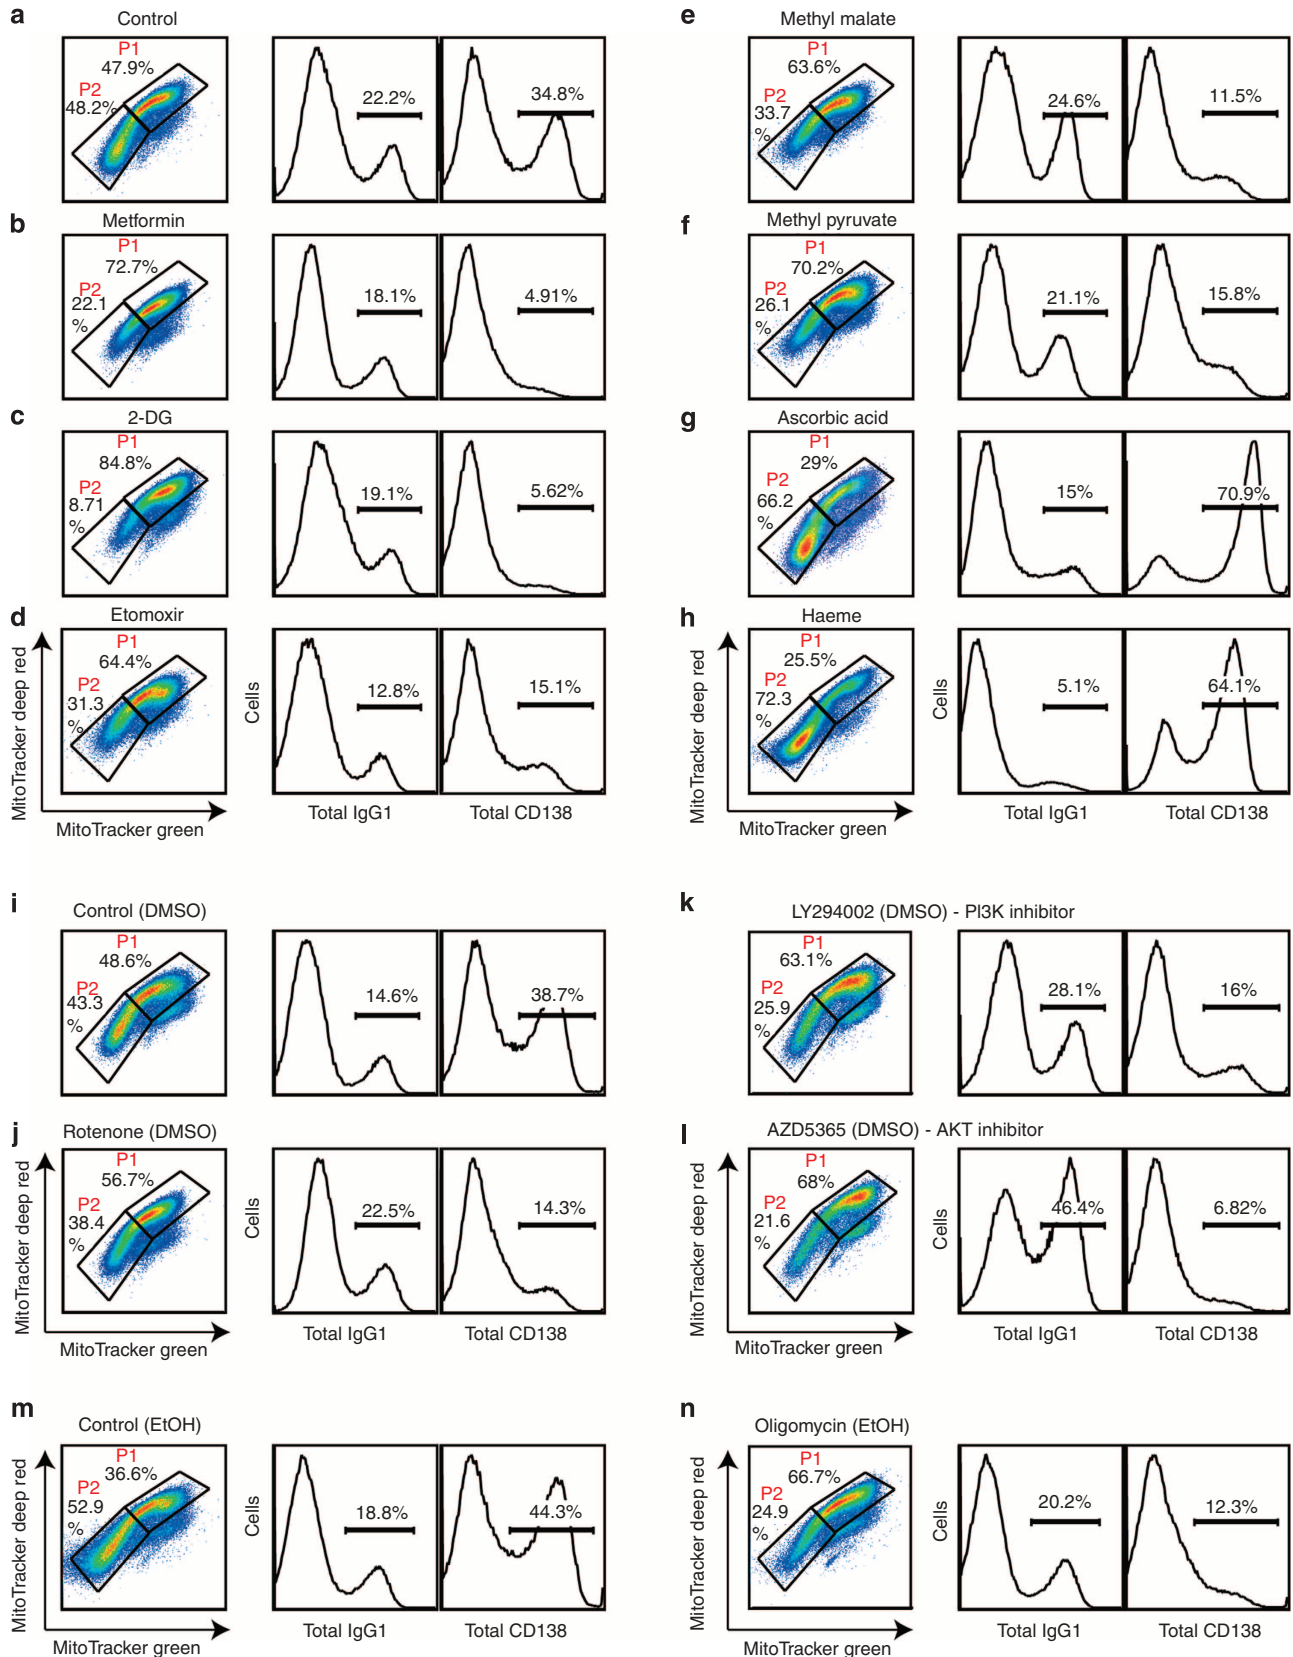 a
Control
P1
47.9%
P2
48.2%
22.2%
34.8%
b
Metformin
P1
72.7%
P2
22.1
%
18.1%
4.91%
c
2-DG
P1
84.8%
P2
8.71
%
19.1%
5.62%
d
Etomoxir
P1
64.4%
P2
31.3
%
12.8%
15.1%
MitoTracker deep red
MitoTracker green
Cells
Total IgG1
Total CD138
e
Methyl malate
P1
63.6%
P2
33.7
%
24.6%
11.5%
f
Methyl pyruvate
P1
70.2%
P2
26.1
%
21.1%
15.8%
g
Ascorbic acid
P1
29%
P2
66.2
%
15%
70.9%
h
Haeme
P1
25.5%
P2
72.3
%
5.1%
64.1%
MitoTracker deep red
MitoTracker green
Cells
Total IgG1
Total CD138
i
Control (DMSO)
P1
48.6%
P2
43.3
%
14.6%
38.7%
j
Rotenone (DMSO)
P1
56.7%
P2
38.4
%
22.5%
14.3%
MitoTracker deep red
MitoTracker green
Cells
Total IgG1
Total CD138
k
LY294002 (DMSO) - PI3K inhibitor
P1
63.1%
P2
25.9
%
28.1%
16%
l
AZD5365 (DMSO) - AKT inhibitor
P1
68%
P2
21.6
%
46.4%
6.82%
MitoTracker deep red
MitoTracker green
Cells
Total IgG1
Total CD138
m
Control (EtOH)
P1
36.6%
P2
52.9
%
18.8%
44.3%
MitoTracker deep red
MitoTracker green
Cells
Total IgG1
Total CD138
n
Oligomycin (EtOH)
P1
66.7%
P2
24.9
%
20.2%
12.3%
MitoTracker deep red
MitoTracker green
Cells
Total IgG1
Total CD138